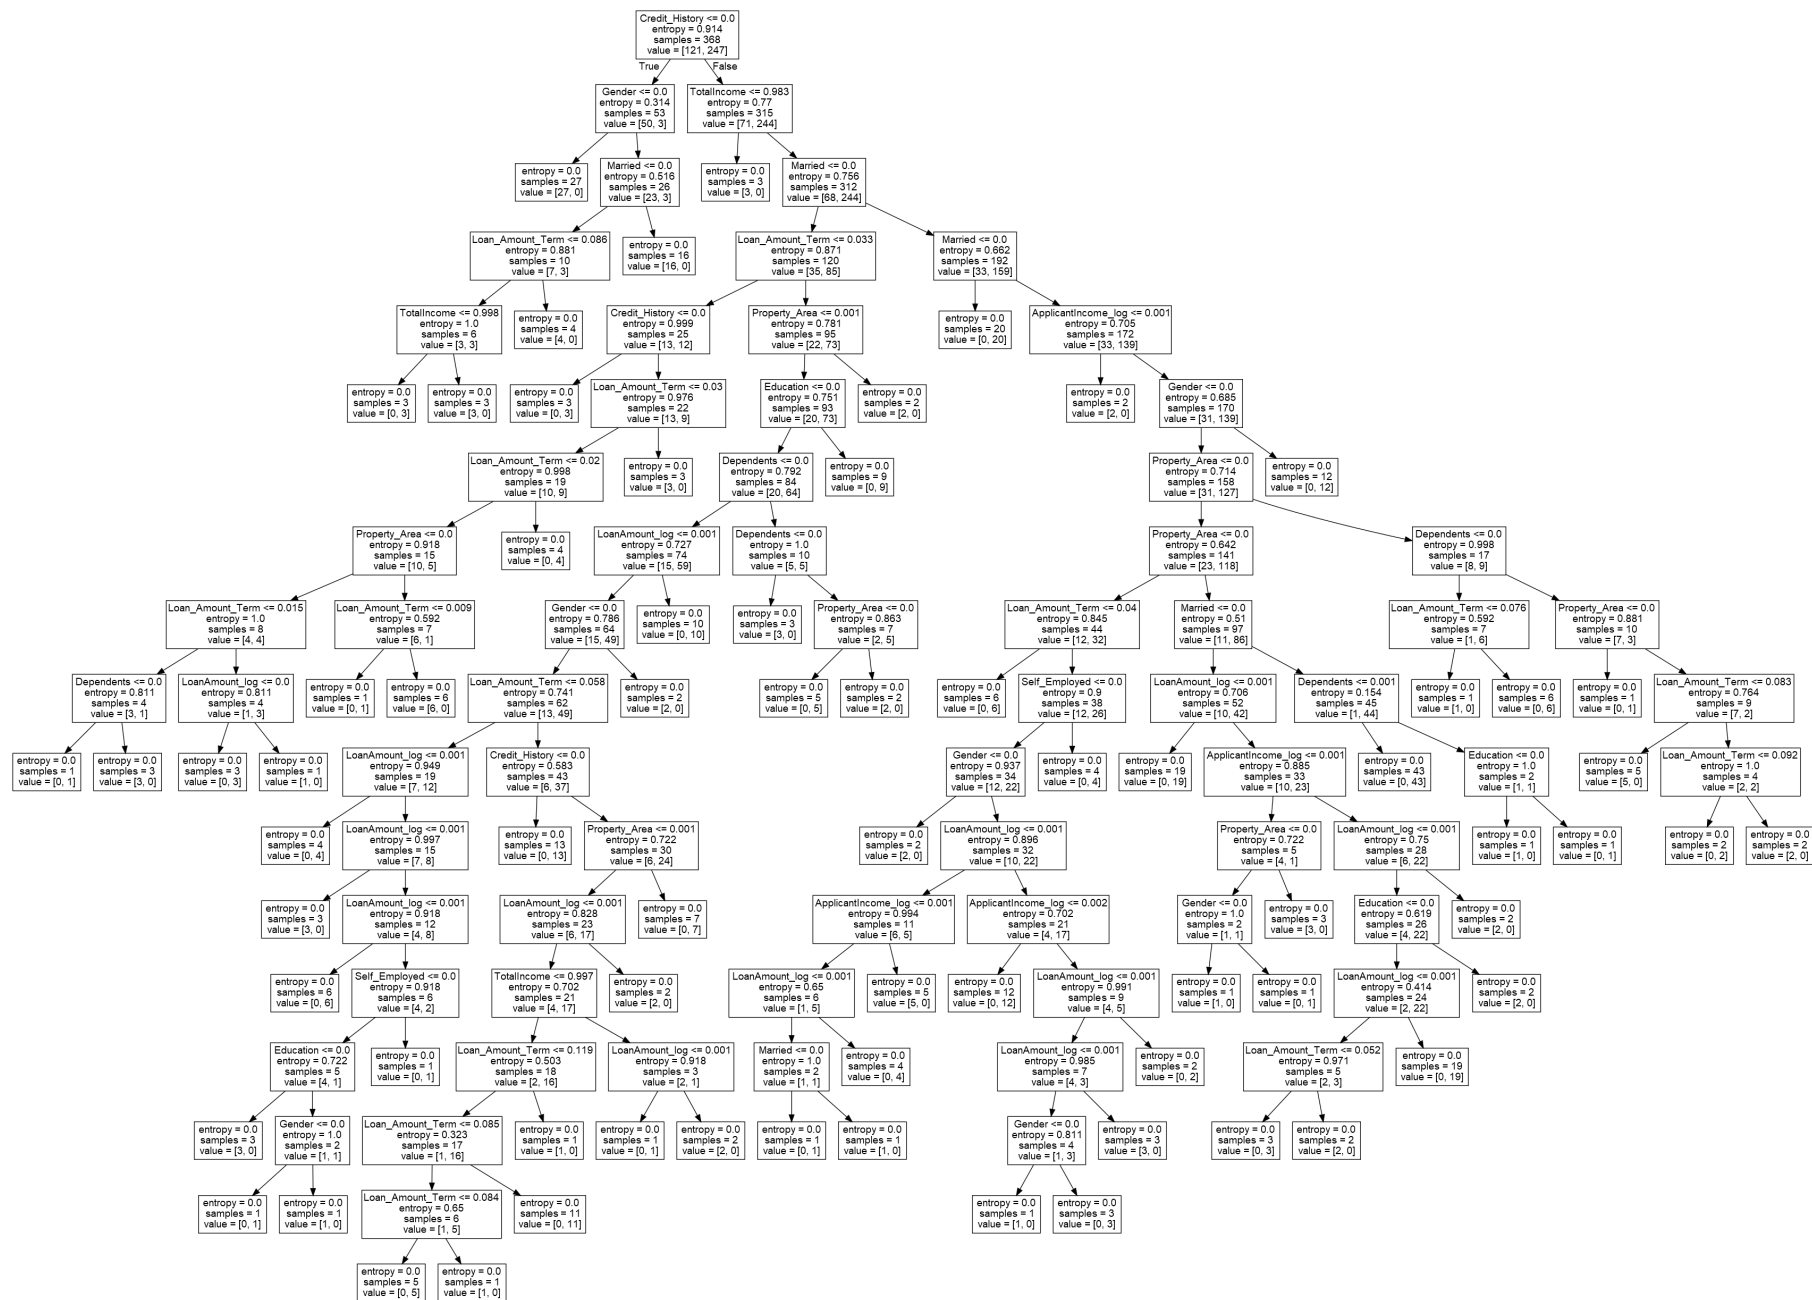 Credit_History <= 0.0
entropy = 0.914
samples = 368
value = [121, 247]
True
False
Gender <= 0.0
entropy = 0.314
samples = 53
value = [50, 3]
TotalIncome <= 0.983
entropy = 0.77
samples = 315
value = [71, 244]
entropy = 0.0
samples = 27
value = [27, 0]
Married <= 0.0
entropy = 0.516
samples = 26
value = [23, 3]
entropy = 0.0
samples = 3
value = [3, 0]
Married <= 0.0
entropy = 0.756
samples = 312
value = [68, 244]
Loan_Amount_Term <= 0.086
entropy = 0.881
samples = 10
value = [7, 3]
entropy = 0.0
samples = 16
value = [16, 0]
Loan_Amount_Term <= 0.033
entropy = 0.871
samples = 120
value = [35, 85]
Married <= 0.0
entropy = 0.662
samples = 192
value = [33, 159]
TotalIncome <= 0.998
entropy = 1.0
samples = 6
value = [3, 3]
entropy = 0.0
samples = 4
value = [4, 0]
Credit_History <= 0.0
entropy = 0.999
samples = 25
value = [13, 12]
Property_Area <= 0.001
entropy = 0.781
samples = 95
value = [22, 73]
entropy = 0.0
samples = 20
value = [0, 20]
ApplicantIncome_log <= 0.001
entropy = 0.705
samples = 172
value = [33, 139]
entropy = 0.0
samples = 3
value = [0, 3]
entropy = 0.0
samples = 3
value = [3, 0]
entropy = 0.0
samples = 3
value = [0, 3]
Loan_Amount_Term <= 0.03
entropy = 0.976
samples = 22
value = [13, 9]
Education <= 0.0
entropy = 0.751
samples = 93
value = [20, 73]
entropy = 0.0
samples = 2
value = [2, 0]
entropy = 0.0
samples = 2
value = [2, 0]
Gender <= 0.0
entropy = 0.685
samples = 170
value = [31, 139]
Loan_Amount_Term <= 0.02
entropy = 0.998
samples = 19
value = [10, 9]
entropy = 0.0
samples = 3
value = [3, 0]
Dependents <= 0.0
entropy = 0.792
samples = 84
value = [20, 64]
entropy = 0.0
samples = 9
value = [0, 9]
Property_Area <= 0.0
entropy = 0.714
samples = 158
value = [31, 127]
entropy = 0.0
samples = 12
value = [0, 12]
Property_Area <= 0.0
entropy = 0.918
samples = 15
value = [10, 5]
entropy = 0.0
samples = 4
value = [0, 4]
LoanAmount_log <= 0.001
entropy = 0.727
samples = 74
value = [15, 59]
Dependents <= 0.0
entropy = 1.0
samples = 10
value = [5, 5]
Property_Area <= 0.0
entropy = 0.642
samples = 141
value = [23, 118]
Dependents <= 0.0
entropy = 0.998
samples = 17
value = [8, 9]
Loan_Amount_Term <= 0.015
entropy = 1.0
samples = 8
value = [4, 4]
Loan_Amount_Term <= 0.009
entropy = 0.592
samples = 7
value = [6, 1]
Gender <= 0.0
entropy = 0.786
samples = 64
value = [15, 49]
entropy = 0.0
samples = 10
value = [0, 10]
entropy = 0.0
samples = 3
value = [3, 0]
Property_Area <= 0.0
entropy = 0.863
samples = 7
value = [2, 5]
Loan_Amount_Term <= 0.04
entropy = 0.845
samples = 44
value = [12, 32]
Married <= 0.0
entropy = 0.51
samples = 97
value = [11, 86]
Loan_Amount_Term <= 0.076
entropy = 0.592
samples = 7
value = [1, 6]
Property_Area <= 0.0
entropy = 0.881
samples = 10
value = [7, 3]
Dependents <= 0.0
entropy = 0.811
samples = 4
value = [3, 1]
LoanAmount_log <= 0.0
entropy = 0.811
samples = 4
value = [1, 3]
entropy = 0.0
samples = 1
value = [0, 1]
entropy = 0.0
samples = 6
value = [6, 0]
Loan_Amount_Term <= 0.058
entropy = 0.741
samples = 62
value = [13, 49]
entropy = 0.0
samples = 2
value = [2, 0]
entropy = 0.0
samples = 5
value = [0, 5]
entropy = 0.0
samples = 2
value = [2, 0]
entropy = 0.0
samples = 6
value = [0, 6]
Self_Employed <= 0.0
entropy = 0.9
samples = 38
value = [12, 26]
LoanAmount_log <= 0.001
entropy = 0.706
samples = 52
value = [10, 42]
Dependents <= 0.001
entropy = 0.154
samples = 45
value = [1, 44]
entropy = 0.0
samples = 1
value = [1, 0]
entropy = 0.0
samples = 6
value = [0, 6]
entropy = 0.0
samples = 1
value = [0, 1]
Loan_Amount_Term <= 0.083
entropy = 0.764
samples = 9
value = [7, 2]
entropy = 0.0
samples = 1
value = [0, 1]
entropy = 0.0
samples = 3
value = [3, 0]
entropy = 0.0
samples = 3
value = [0, 3]
entropy = 0.0
samples = 1
value = [1, 0]
LoanAmount_log <= 0.001
entropy = 0.949
samples = 19
value = [7, 12]
Credit_History <= 0.0
entropy = 0.583
samples = 43
value = [6, 37]
Gender <= 0.0
entropy = 0.937
samples = 34
value = [12, 22]
entropy = 0.0
samples = 4
value = [0, 4]
entropy = 0.0
samples = 19
value = [0, 19]
ApplicantIncome_log <= 0.001
entropy = 0.885
samples = 33
value = [10, 23]
entropy = 0.0
samples = 43
value = [0, 43]
Education <= 0.0
entropy = 1.0
samples = 2
value = [1, 1]
entropy = 0.0
samples = 5
value = [5, 0]
Loan_Amount_Term <= 0.092
entropy = 1.0
samples = 4
value = [2, 2]
entropy = 0.0
samples = 4
value = [0, 4]
LoanAmount_log <= 0.001
entropy = 0.997
samples = 15
value = [7, 8]
entropy = 0.0
samples = 13
value = [0, 13]
Property_Area <= 0.001
entropy = 0.722
samples = 30
value = [6, 24]
entropy = 0.0
samples = 2
value = [2, 0]
LoanAmount_log <= 0.001
entropy = 0.896
samples = 32
value = [10, 22]
Property_Area <= 0.0
entropy = 0.722
samples = 5
value = [4, 1]
LoanAmount_log <= 0.001
entropy = 0.75
samples = 28
value = [6, 22]
entropy = 0.0
samples = 1
value = [1, 0]
entropy = 0.0
samples = 1
value = [0, 1]
entropy = 0.0
samples = 2
value = [0, 2]
entropy = 0.0
samples = 2
value = [2, 0]
entropy = 0.0
samples = 3
value = [3, 0]
LoanAmount_log <= 0.001
entropy = 0.918
samples = 12
value = [4, 8]
LoanAmount_log <= 0.001
entropy = 0.828
samples = 23
value = [6, 17]
entropy = 0.0
samples = 7
value = [0, 7]
ApplicantIncome_log <= 0.001
entropy = 0.994
samples = 11
value = [6, 5]
ApplicantIncome_log <= 0.002
entropy = 0.702
samples = 21
value = [4, 17]
Gender <= 0.0
entropy = 1.0
samples = 2
value = [1, 1]
entropy = 0.0
samples = 3
value = [3, 0]
Education <= 0.0
entropy = 0.619
samples = 26
value = [4, 22]
entropy = 0.0
samples = 2
value = [2, 0]
entropy = 0.0
samples = 6
value = [0, 6]
Self_Employed <= 0.0
entropy = 0.918
samples = 6
value = [4, 2]
TotalIncome <= 0.997
entropy = 0.702
samples = 21
value = [4, 17]
entropy = 0.0
samples = 2
value = [2, 0]
LoanAmount_log <= 0.001
entropy = 0.65
samples = 6
value = [1, 5]
entropy = 0.0
samples = 5
value = [5, 0]
entropy = 0.0
samples = 12
value = [0, 12]
LoanAmount_log <= 0.001
entropy = 0.991
samples = 9
value = [4, 5]
entropy = 0.0
samples = 1
value = [1, 0]
entropy = 0.0
samples = 1
value = [0, 1]
LoanAmount_log <= 0.001
entropy = 0.414
samples = 24
value = [2, 22]
entropy = 0.0
samples = 2
value = [2, 0]
Education <= 0.0
entropy = 0.722
samples = 5
value = [4, 1]
entropy = 0.0
samples = 1
value = [0, 1]
Loan_Amount_Term <= 0.119
entropy = 0.503
samples = 18
value = [2, 16]
LoanAmount_log <= 0.001
entropy = 0.918
samples = 3
value = [2, 1]
Married <= 0.0
entropy = 1.0
samples = 2
value = [1, 1]
entropy = 0.0
samples = 4
value = [0, 4]
LoanAmount_log <= 0.001
entropy = 0.985
samples = 7
value = [4, 3]
entropy = 0.0
samples = 2
value = [0, 2]
Loan_Amount_Term <= 0.052
entropy = 0.971
samples = 5
value = [2, 3]
entropy = 0.0
samples = 19
value = [0, 19]
entropy = 0.0
samples = 3
value = [3, 0]
Gender <= 0.0
entropy = 1.0
samples = 2
value = [1, 1]
Loan_Amount_Term <= 0.085
entropy = 0.323
samples = 17
value = [1, 16]
entropy = 0.0
samples = 1
value = [1, 0]
entropy = 0.0
samples = 1
value = [0, 1]
entropy = 0.0
samples = 2
value = [2, 0]
entropy = 0.0
samples = 1
value = [0, 1]
entropy = 0.0
samples = 1
value = [1, 0]
Gender <= 0.0
entropy = 0.811
samples = 4
value = [1, 3]
entropy = 0.0
samples = 3
value = [3, 0]
entropy = 0.0
samples = 3
value = [0, 3]
entropy = 0.0
samples = 2
value = [2, 0]
entropy = 0.0
samples = 1
value = [0, 1]
entropy = 0.0
samples = 1
value = [1, 0]
Loan_Amount_Term <= 0.084
entropy = 0.65
samples = 6
value = [1, 5]
entropy = 0.0
samples = 11
value = [0, 11]
entropy = 0.0
samples = 1
value = [1, 0]
entropy = 0.0
samples = 3
value = [0, 3]
entropy = 0.0
samples = 5
value = [0, 5]
entropy = 0.0
samples = 1
value = [1, 0]